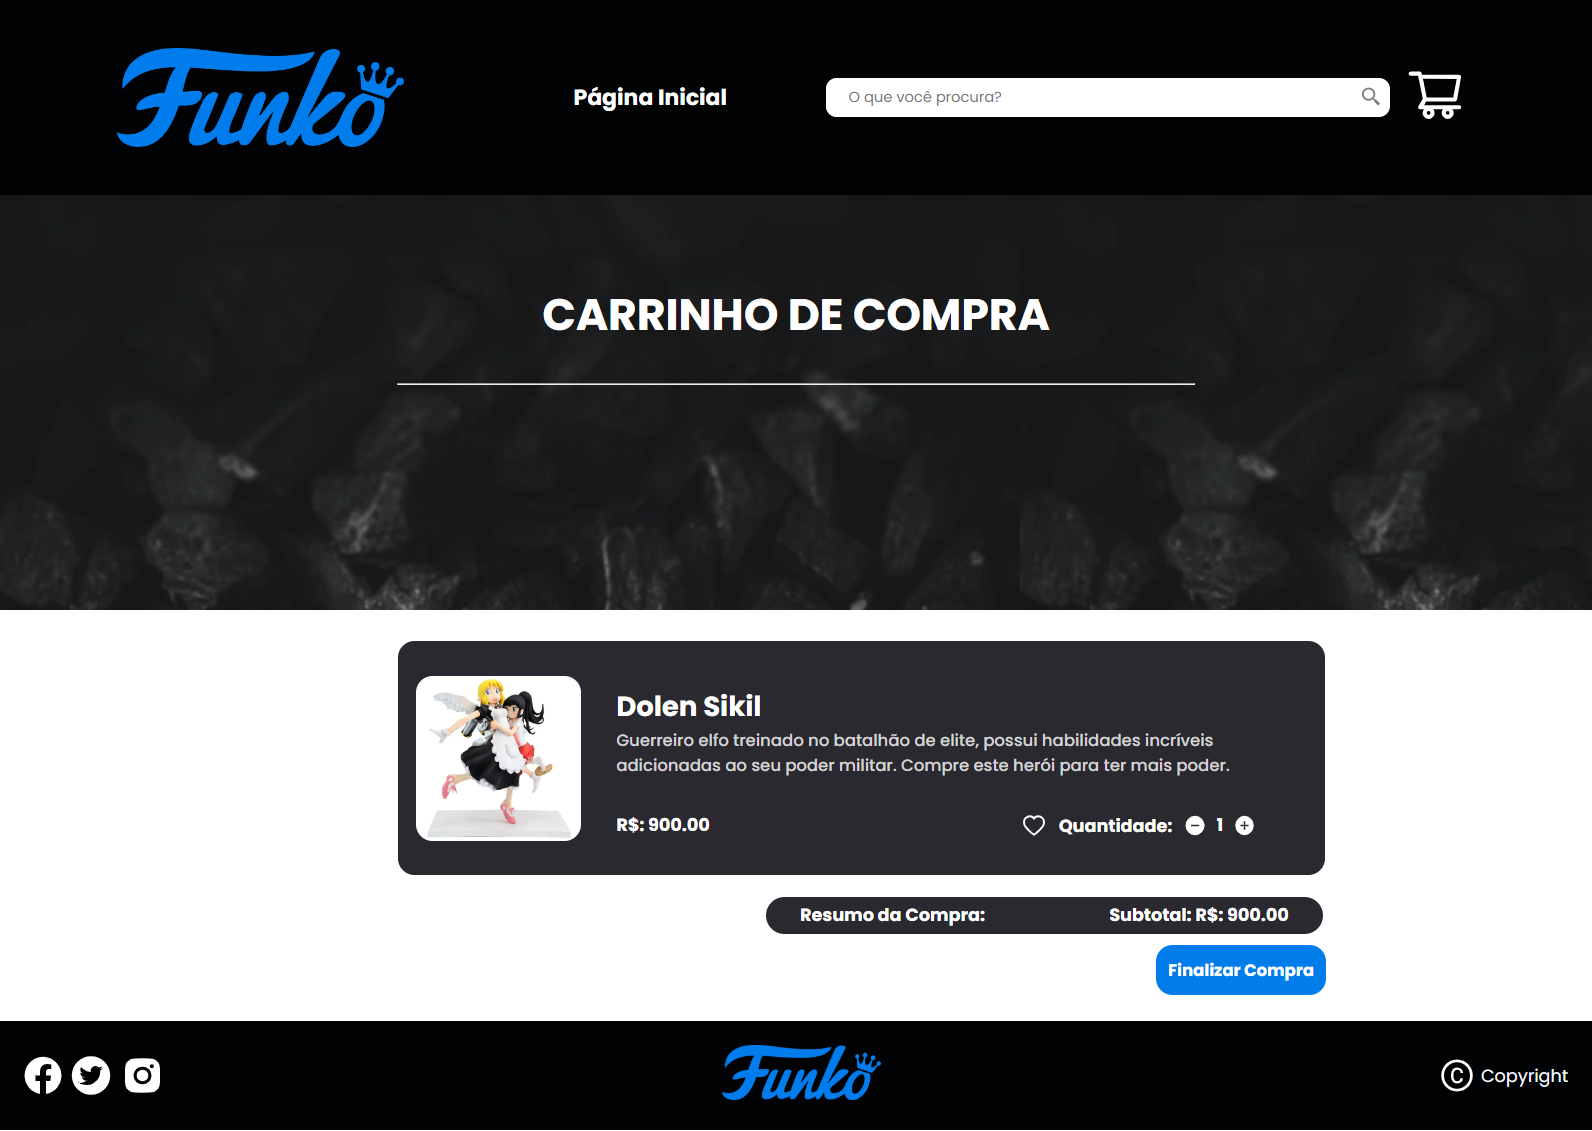 Funko
Página Inicial
O que você procura?
CARRINHO DE COMPRA
Dolen Sikil
Guerreiro elfo treinado no batalhão de elite, possui habilidades incríveis
adicionadas ao seu poder militar. Compre este herói para ter mais poder.
R$: 900.00
Quantidade: 1
Resumo da Compra: Subtotal: R$: 900.00
Finalizar Compra
Funko
© Copyright